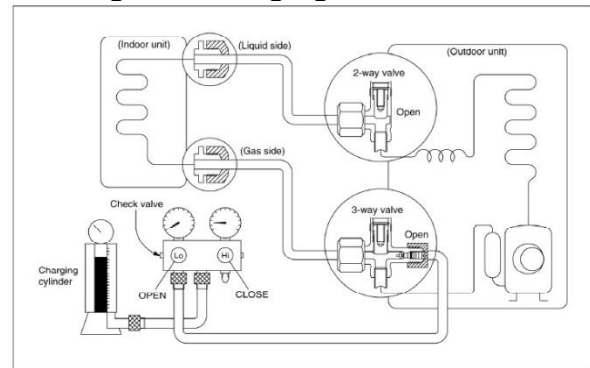 (Indoor unit)
(Liquid side)
(Outdoor unit)
2-way valve
Open
(Gas side)
3-way valve
Open
Check valve
Lo
Hi
Charging
cylinder
OPEN
CLOSE